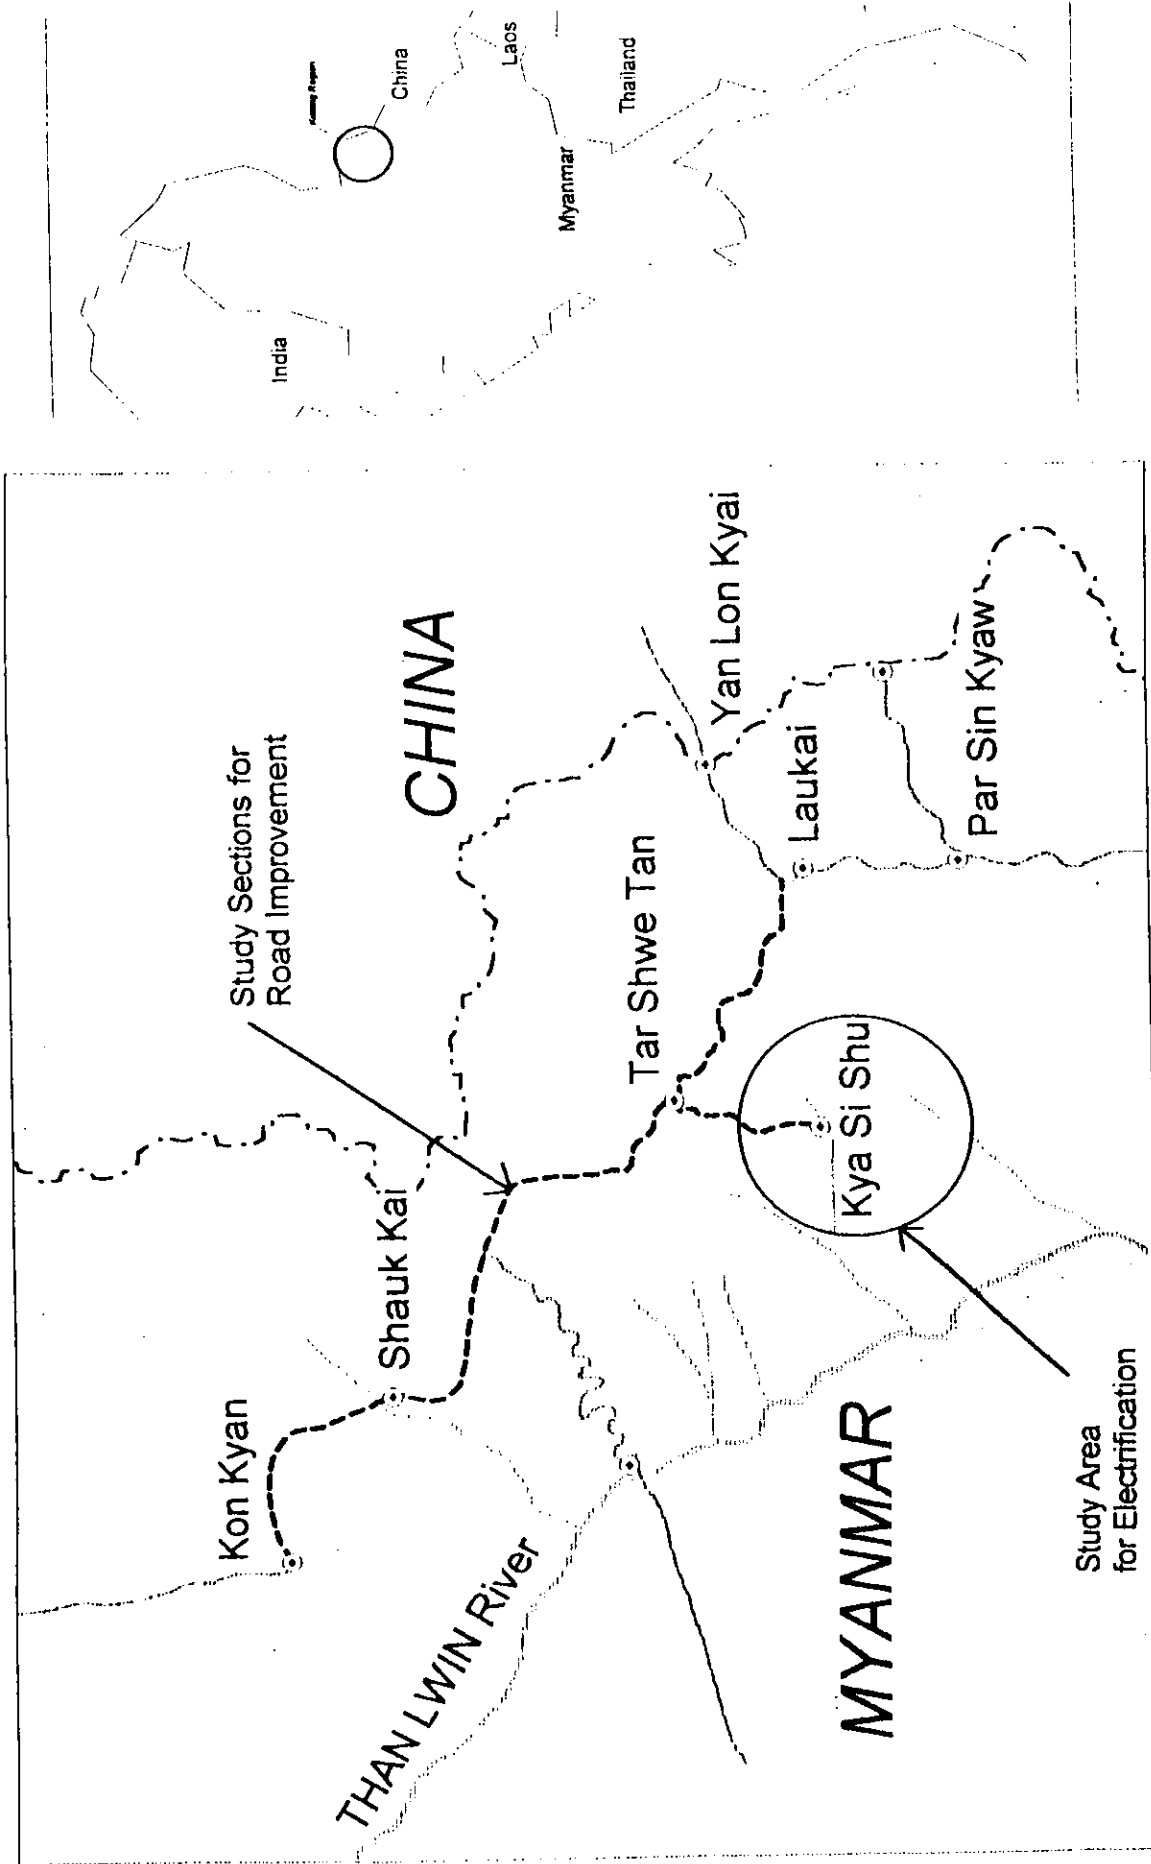 Kon Kyan
Shauk Kai
THAN LWIN River
Study Sections for
Road Improvement
CHINA
Tar Shwe Tan
Yan Lon Kyai
Laukai
Kya Si Shu
Par Sin Kyaw
MYANMAR
Study Area
for Electrification
India
China
Laos
Myanmar
Thailand